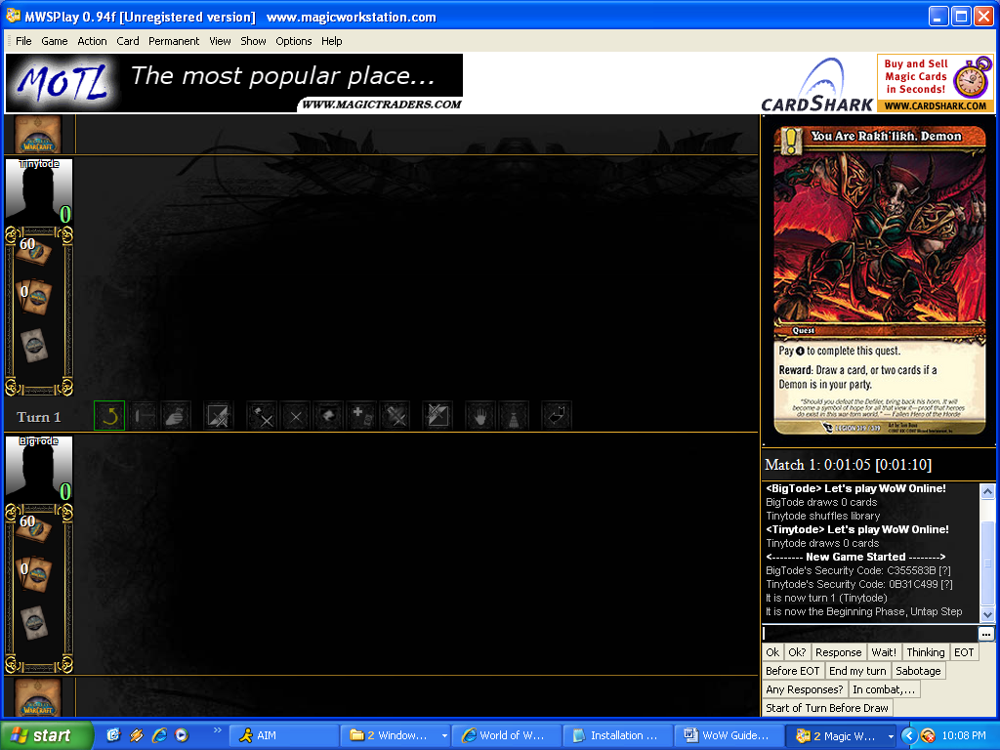 MWSPlay 0.94f [Unregistered version] www.magicworkstation.com
File Game Action Card Permanent View Show Options Help
MOTL The most popular place...
WWW.MAGICTRADERS.COM
CARDSHARK
Buy and Sell
Magic Cards
in Seconds!
WWW.CARDSHARK.COM
WARCRAFT
Tinytode
0
60
0
Turn 1
BigTode
0
60
0
WARCRAFT
You Are Rakh'likh, Demon
Quest
Pay 4 to complete this quest.
Reward: Draw a card, or two cards if a
Demon is in your party.
"Should you defeat the Defiler, bring back his horn. It will
become a symbol of hope for all that view it—proof that heroes
do exist in this war-torn world." — Fallen Hero of the Horde
Match 1: 0:01:05 [0:01:10]
<BigTode> Let's play WoW Online!
BigTode draws 0 cards
Tinytode shuffles library
<Tinytode> Let's play WoW Online!
Tinytode draws 0 cards
<-------- New Game Started -------->
BigTode's Security Code: C355583B [?]
Tinytode's Security Code: 0B31C499 [?]
It is now turn 1 (Tinytode)
It is now the Beginning Phase, Untap Step
...
Ok Ok? Response Wait! Thinking EOT
Before EOT End my turn Sabotage
Any Responses? In combat,...
Start of Turn Before Draw
start AIM 2 Window... World of W... Installation ... WoW Guide... 2 Magic W... 10:08 PM